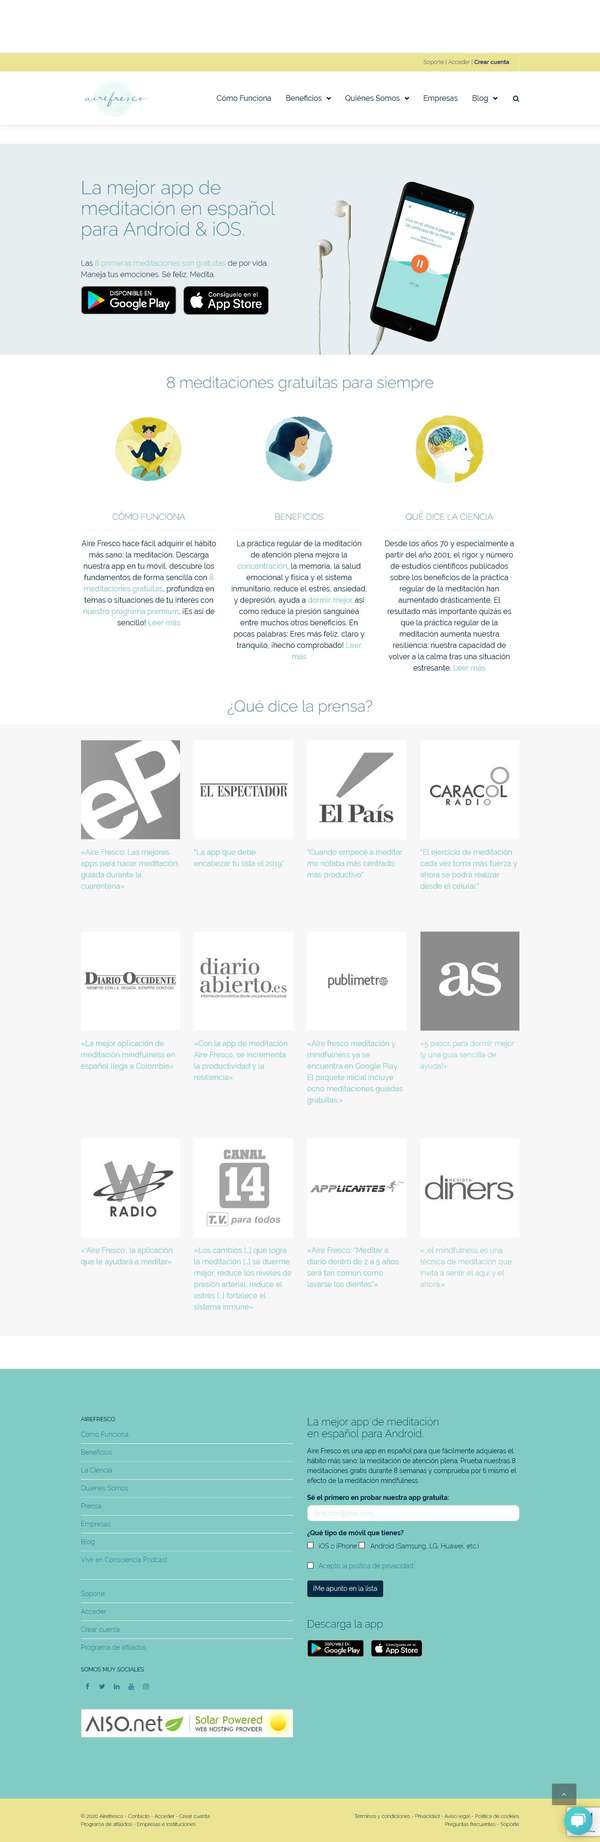 Soporte | Acceder | Crear cuenta
airefresco
Cómo Funciona Beneficios Quiénes Somos Empresas Blog
La mejor app de
meditación en español
para Android & iOS.
Las 8 primeras meditaciones son gratuitas de por vida.
Maneja tus emociones. Sé feliz. Medita.
DISPONIBLE EN
Google Play
Consíguelo en el
App Store
8 meditaciones gratuitas para siempre
CÓMO FUNCIONA
Aire Fresco hace fácil adquirir el hábito
más sano: la meditación. Descarga
nuestra app en tu móvil, descubre los
fundamentos de forma sencilla con 8
meditaciones gratuitas, profundiza en
temas o situaciones de tu interés con
nuestro programa premium. ¡Es así de
sencillo! Leer más
BENEFICIOS
La práctica regular de la meditación
de atención plena mejora la
concentración, la memoria, la salud
emocional y física y el sistema
inmunitario, reduce el estrés, ansiedad,
y depresión, ayuda a dormir mejor así
como reduce la presión sanguínea
entre muchos otros beneficios. En
pocas palabras: Eres más feliz, claro y
tranquilo, ¡hecho comprobado! Leer
más
QUÉ DICE LA CIENCIA
Desde los años 70 y especialmente a
partir del año 2001, el rigor y número
de estudios científicos publicados
sobre los beneficios de la práctica
regular de la meditación han
aumentado drásticamente. El
resultado más importante quizás es
que la práctica regular de la
meditación aumenta nuestra
resiliencia: nuestra capacidad de
volver a la calma tras una situación
estresante. Leer más
¿Qué dice la prensa?
eP
«Aire Fresco: Las mejores
apps para hacer meditación
guiada durante la
cuarentena»
EL ESPECTADOR
"La app que debe
encabezar tu lista el 2019"
El País
"Cuando empecé a meditar
me notaba más centrado,
más productivo"
CARACOL
RADIO
"El ejercicio de meditación
cada vez toma más fuerza y
ahora se podrá realizar
desde el celular"
DIARIO OCCIDENTE
SIEMPRE CON LA REGIÓN, SIEMPRE CONTIGO
«La mejor aplicación de
meditación mindfulness en
español llega a Colombia»
diario
abierto.es
«Con la app de meditación
Aire Fresco, se incrementa
la productividad y la
resiliencia»
publimetro
«Aire fresco meditación y
mindfulness ya se
encuentra en Google Play.
El paquete inicial incluye
ocho meditaciones guiadas
gratuitas.»
as
«5 pasos para dormir mejor
(y una guía sencilla de
ayuda)»
W
RADIO
«'Aire Fresco', la aplicación
que le ayudará a meditar»
CANAL
14
T.V. para todos
«Los cambios [...] que logra
la meditación [...] se duerme
mejor, reduce los niveles de
presión arterial, reduce el
estrés [...] fortalece el
sistema inmune»
APPLICANTES
«Aire Fresco: "Meditar a
diario dentro de 2 a 5 años
será tan común como
lavarse los dientes"»
REVISTA
diners
«...el mindfulness es una
técnica de meditación que
invita a sentir el aquí y el
ahora.»
AIREFRESCO
Cómo Funciona
Beneficios
La Ciencia
Quiénes Somos
Prensa
Empresas
Blog
Vive en Consciencia Podcast
Soporte
Acceder
Crear cuenta
Programa de afiliados
SOMOS MUY SOCIALES
AISO.net Solar Powered
WEB HOSTING PROVIDER
La mejor app de meditación
en español para Android.
Aire Fresco es una app en español para que fácilmente adquieras el
hábito más sano: la meditación de atención plena. Prueba nuestras 8
meditaciones gratis durante 8 semanas y comprueba por ti mismo el
efecto de la meditación mindfulness.
Sé el primero en probar nuestra app gratuita:
¿Qué tipo de móvil que tienes?
iOS o iPhone Android (Samsung, LG, Huawei, etc.)
Acepto la política de privacidad
¡Me apunto en la lista
Descarga la app
DISPONIBLE EN
Google Play
Consíguelo en el
App Store
© 2020 Airefresco - Contacto - Acceder - Crear cuenta
Programa de afiliados - Empresas e Instituciones
Términos y condiciones - Privacidad - Aviso legal - Política de cookies
Preguntas frecuentes - Soporte